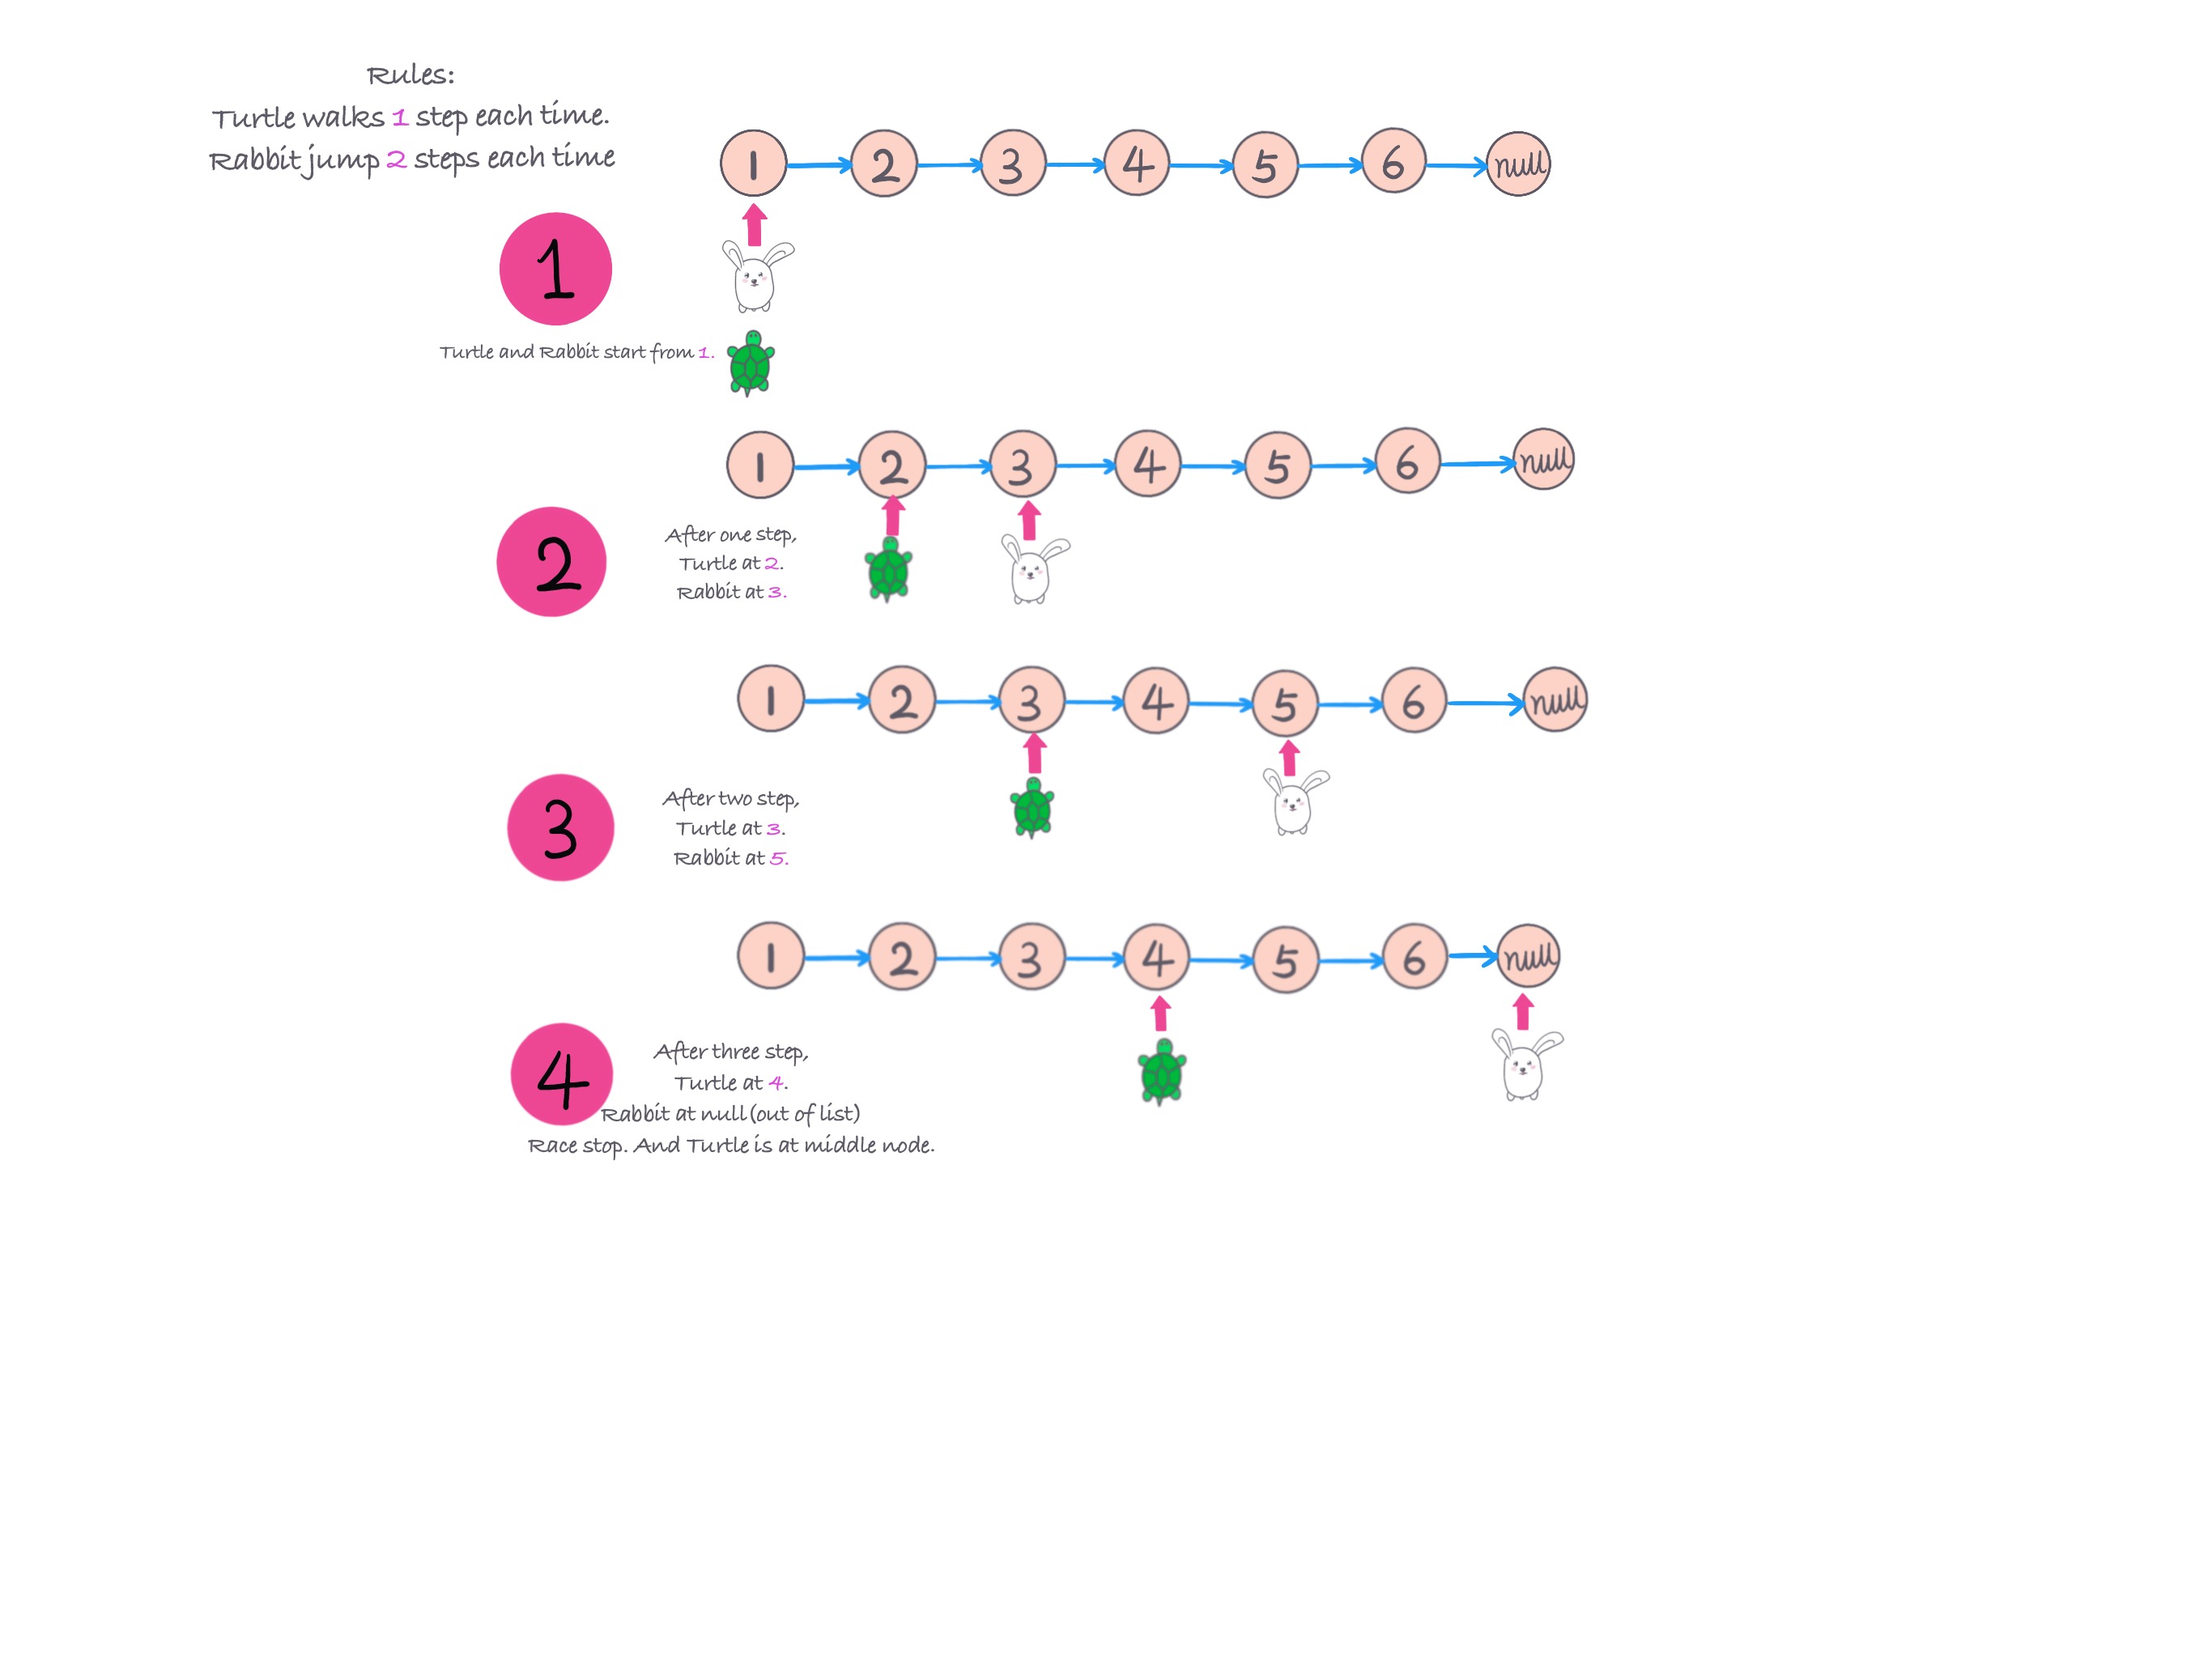 Rules:
Turtle walks 1 step each time.
Rabbit jump 2 steps each time
1 2 3 4 5 6 null
1
Turtle and Rabbit start from 1.
1 2 3 4 5 6 null
2
After one step,
Turtle at 2.
Rabbit at 3.
1 2 3 4 5 6 null
3
After two step,
Turtle at 3.
Rabbit at 5.
1 2 3 4 5 6 null
4
After three step,
Turtle at 4.
Rabbit at null(out of list)
Race stop. And Turtle is at middle node.